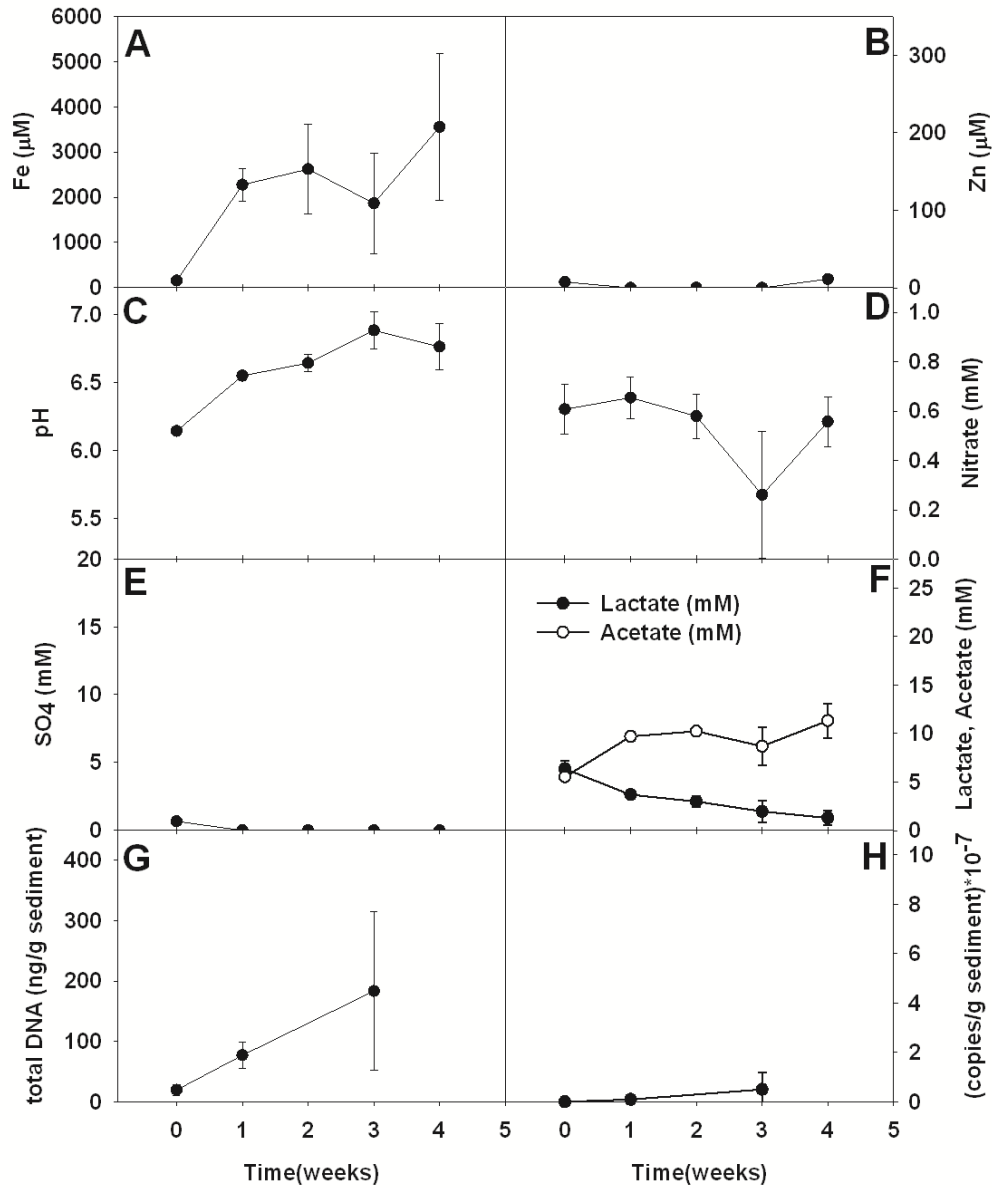 A
Fe (µM)
6000
5000
4000
3000
2000
1000
0
B
300
200
100
0
Zn (µM)
C
pH
7.0
6.5
6.0
5.5
D
1.0
0.8
0.6
0.4
0.2
0.0
Nitrate (mM)
E
SO4 (mM)
20
15
10
5
0
F
Lactate (mM)
Acetate (mM)
25
20
15
10
5
0
Lactate, Acetate (mM)
G
total DNA (ng/g sediment)
400
300
200
100
0
0 1 2 3 4 5
Time(weeks)
H
10
8
6
4
2
0
(copies/g sediment)*10-7
0 1 2 3 4 5
Time(weeks)